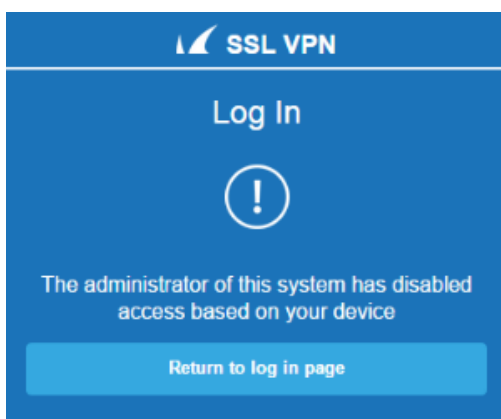 SSL VPN
Log In
!
The administrator of this system has disabled
access based on your device
Return to log in page